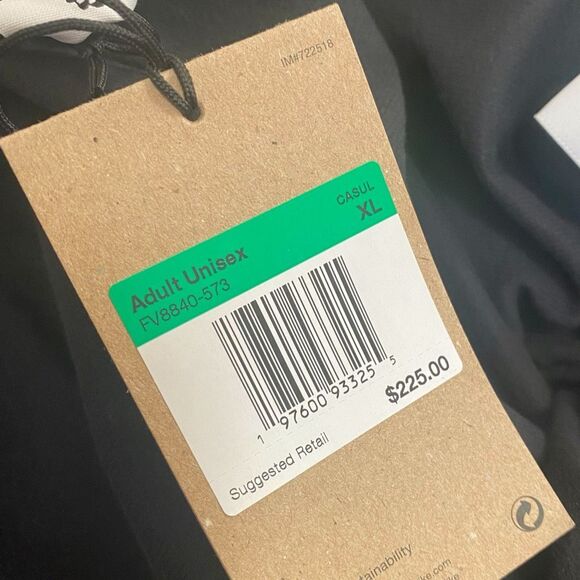 IM#722518
CASUL
XL
Adult Unisex
FV8840-573
1 97600 93325 5
$225.00
Suggested Retail